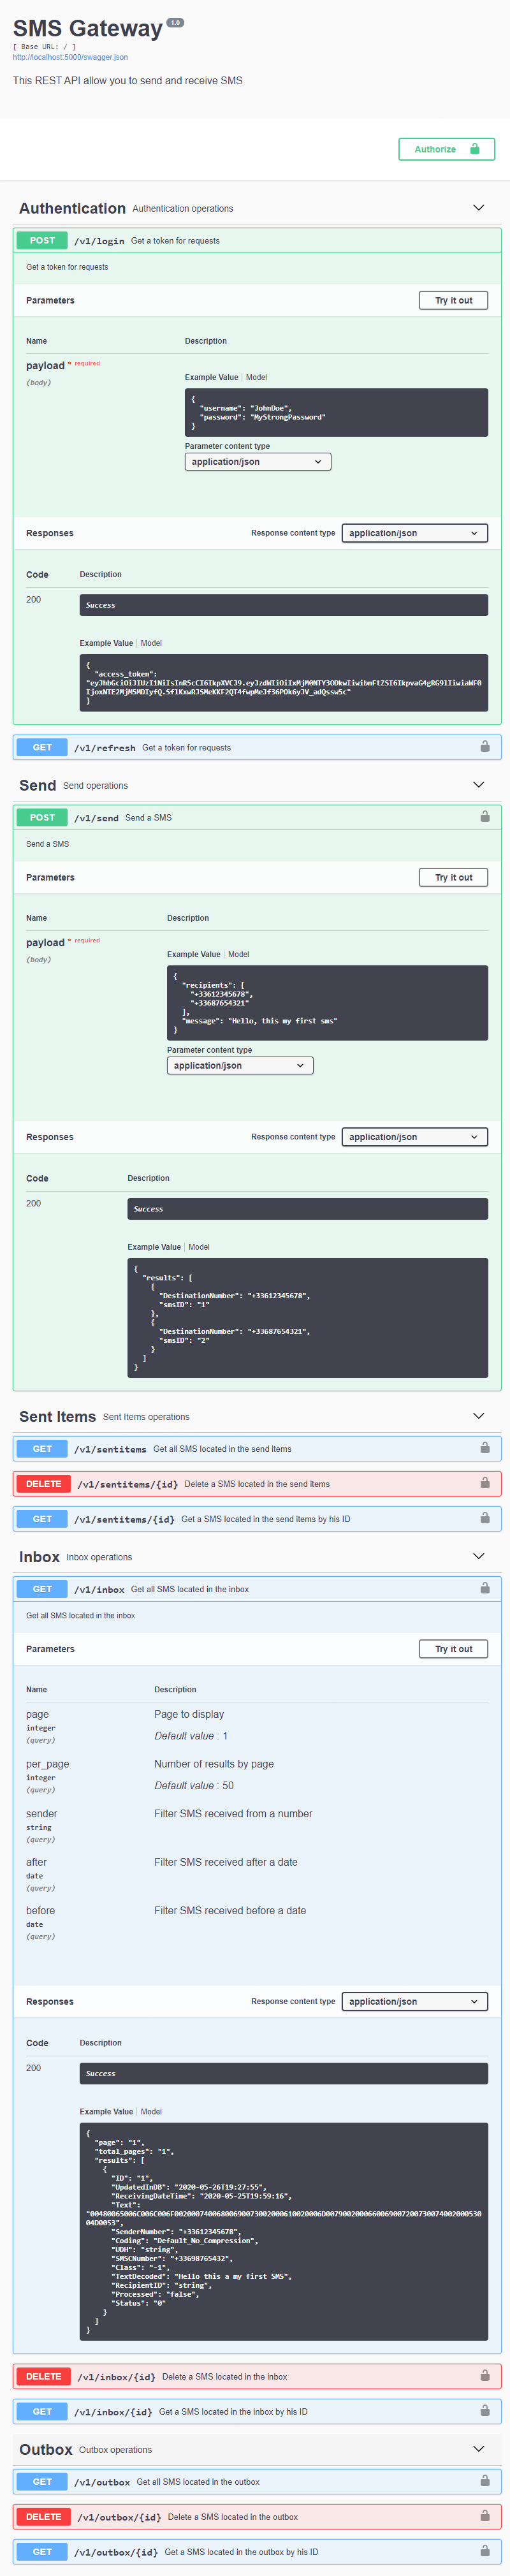 SMS Gateway 1.0
[ Base URL: / ]
http://localhost:5000/swagger.json
This REST API allow you to send and receive SMS
Authorize
Authentication Authentication operations
POST /v1/login Get a token for requests
Get a token for requests
Parameters Try it out
Name Description
payload * required
(body)
Example Value | Model
{
"username": "JohnDoe",
"password": "MyStrongPassword"
}
Parameter content type
application/json
Responses Response content type application/json
Code Description
200 Success
Example Value | Model
{
"access_token":
}
GET /v1/refresh Get a token for requests
Send Send operations
POST /v1/send Send a SMS
Send a SMS
Parameters Try it out
Name Description
payload * required
(body)
Example Value | Model
{
"recipients": [
"+33612345678",
"+33687654321"
],
"message": "Hello, this my first sms"
}
Parameter content type
application/json
Responses Response content type application/json
Code Description
200 Success
Example Value | Model
{
"results": [
{
"DestinationNumber": "+33612345678",
"smsID": "1"
},
{
"DestinationNumber": "+33687654321",
"smsID": "2"
}
]
}
Sent Items Sent Items operations
GET /v1/sentitems Get all SMS located in the send items
DELETE /v1/sentitems/{id} Delete a SMS located in the send items
GET /v1/sentitems/{id} Get a SMS located in the send items by his ID
Inbox Inbox operations
GET /v1/inbox Get all SMS located in the inbox
Get all SMS located in the inbox
Parameters Try it out
Name Description
page Page to display
integer
(query) Default value : 1
per_page Number of results by page
integer
(query) Default value : 50
sender Filter SMS received from a number
string
(query)
after Filter SMS received after a date
date
(query)
before Filter SMS received before a date
date
(query)
Responses Response content type application/json
Code Description
200 Success
Example Value | Model
{
"page": "1",
"total_pages": "1",
"results": [
{
"ID": "1",
"UpdatedInDB": "2020-05-26T19:27:55",
"ReceivingDateTime": "2020-05-25T19:59:16",
"Text":
04D0053",
"SenderNumber": "+33612345678",
"Coding": "Default_No_Compression",
"UDH": "string",
"SMSCNumber": "+33698765432",
"Class": "-1",
"TextDecoded": "Hello this a my first SMS",
"RecipientID": "string",
"Processed": "false",
"Status": "0"
}
]
}
DELETE /v1/inbox/{id} Delete a SMS located in the inbox
GET /v1/inbox/{id} Get a SMS located in the inbox by his ID
Outbox Outbox operations
GET /v1/outbox Get all SMS located in the outbox
DELETE /v1/outbox/{id} Delete a SMS located in the outbox
GET /v1/outbox/{id} Get a SMS located in the outbox by his ID